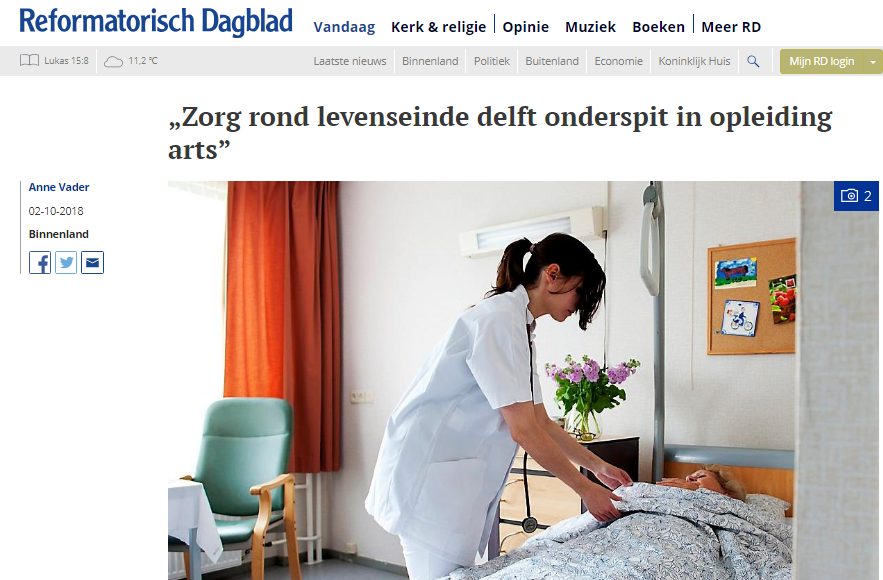 Reformatorisch Dagblad
Vandaag
Kerk & religie
Opinie
Muziek
Boeken
Meer RD
Lukas 15:8
11,2 °C
Laatste nieuws
Binnenland
Politiek
Buitenland
Economie
Koninklijk Huis
Mijn RD login
„Zorg rond levenseinde delft onderspit in opleiding
arts”
Anne Vader
02-10-2018
Binnenland
2